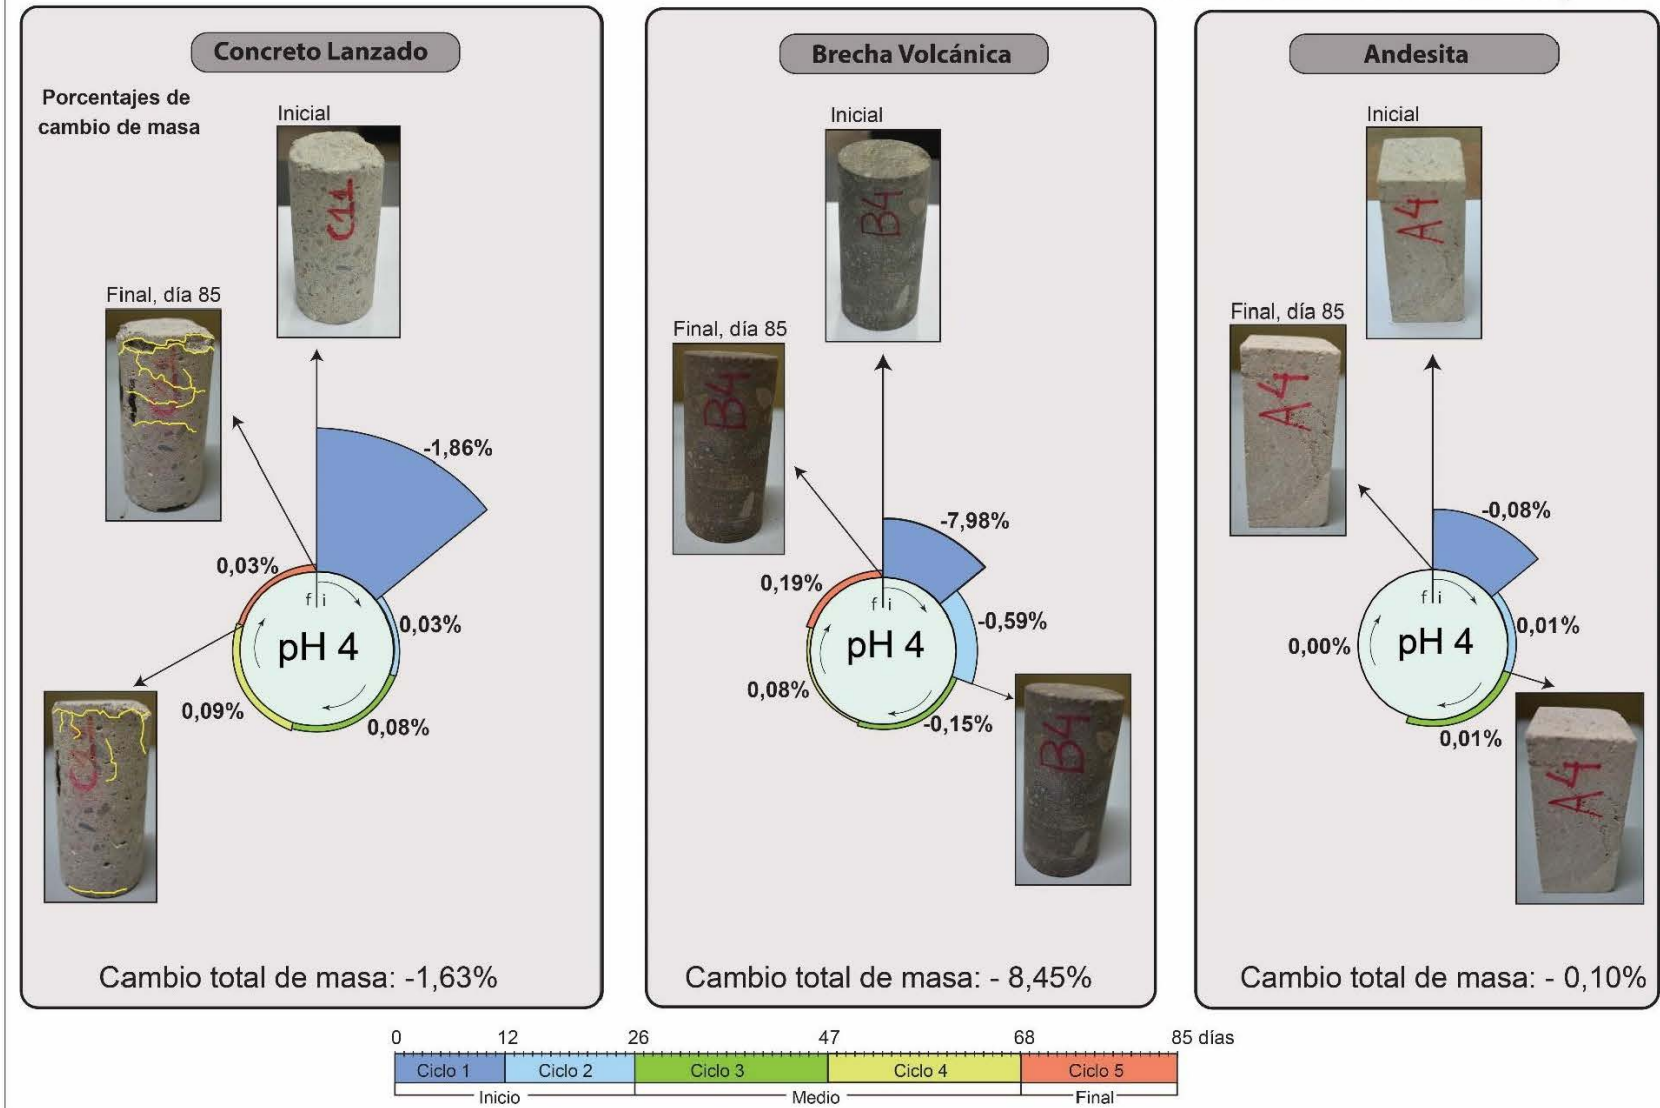 Concreto Lanzado
Porcentajes de
cambio de masa
Inicial
C11
Final, día 85
-1,86%
0,03%
f i
pH 4
0,03%
0,09%
0,08%
Cambio total de masa: -1,63%
Brecha Volcánica
Inicial
B4
Final, día 85
B4
-7,98%
0,19%
f i
pH 4
-0,59%
0,08%
-0,15%
B4
Cambio total de masa: - 8,45%
Andesita
Inicial
A4
Final, día 85
A4
-0,08%
f i
pH 4
0,01%
0,00%
0,01%
A4
Cambio total de masa: - 0,10%
0 12 26 47 68 85 días
Ciclo 1 Ciclo 2 Ciclo 3 Ciclo 4 Ciclo 5
Inicio Medio Final